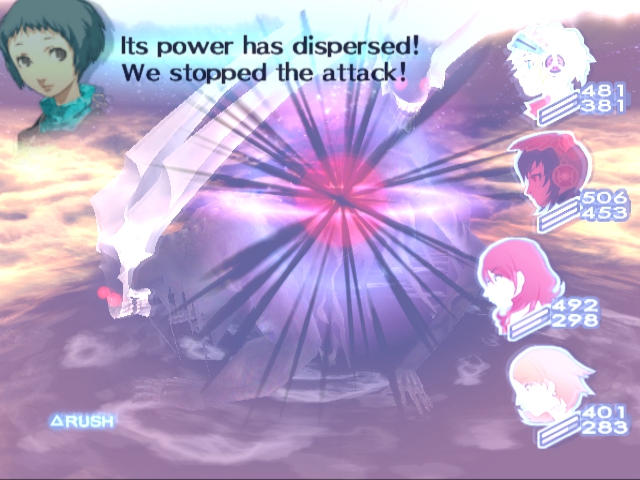 Its power has dispersed!
We stopped the attack!
481
381
506
453
492
298
401
283
△RUSH